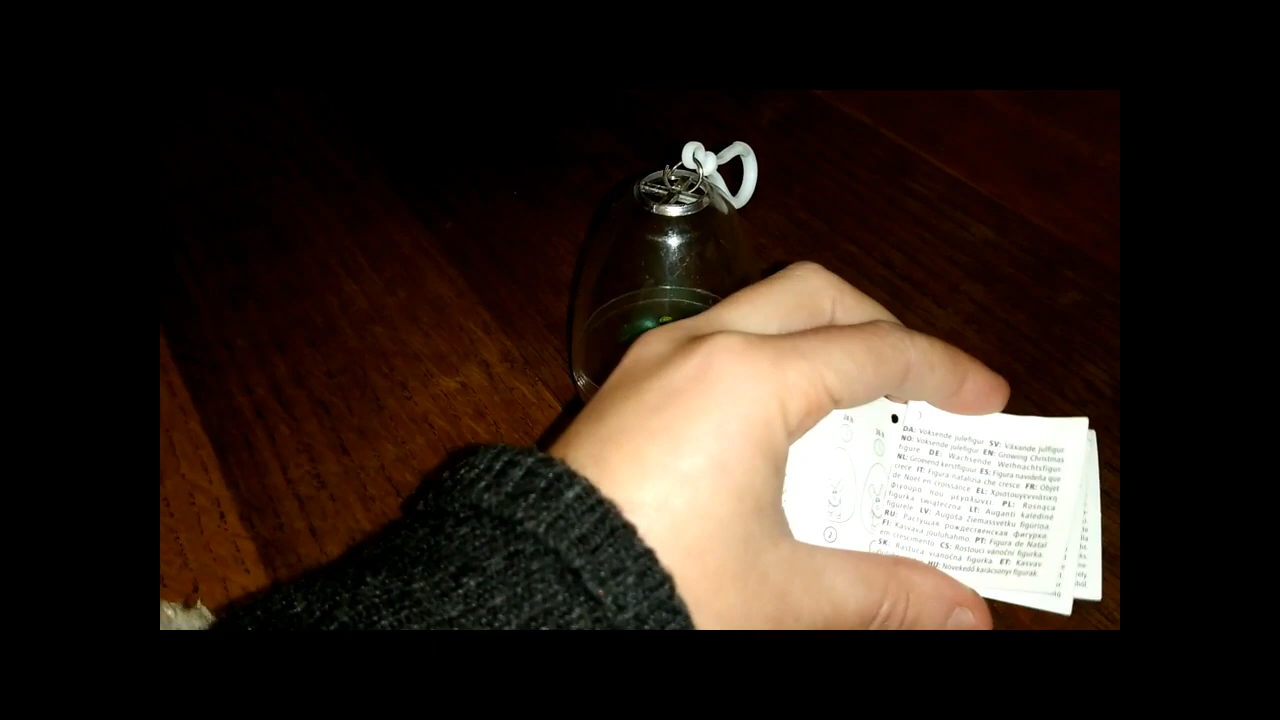 3
DA: Voksende julefigur. SV: Växande julfigur
NO: Voksende julefigur. EN: Growing Christmas
figure. DE: Wachsende Weihnachtsfigur.
NL: Groeiend kerstfiguur. ES: Figura navideña que
crece. IT: Figura natalizia che cresce. FR: Objet
de Noël en croissance. EL: Χριστουγεννιάτικη
φιγούρα που μεγαλώνει. PL: Rosnąca
figurka świąteczna. LT: Auganti kalėdinė
figurėlė. LV: Augoša Ziemassvētku figūriņa.
RU: Растущая рождественская фигурка.
FI: Kasvava jouluhahmo. PT: Figura de Natal
em crescimento. CS: Rostoucí vánoční figurka.
SK: Rastúca vianočná figurka. ET: Kasvav
HU: Növekedő karácsonyi figurák.
2